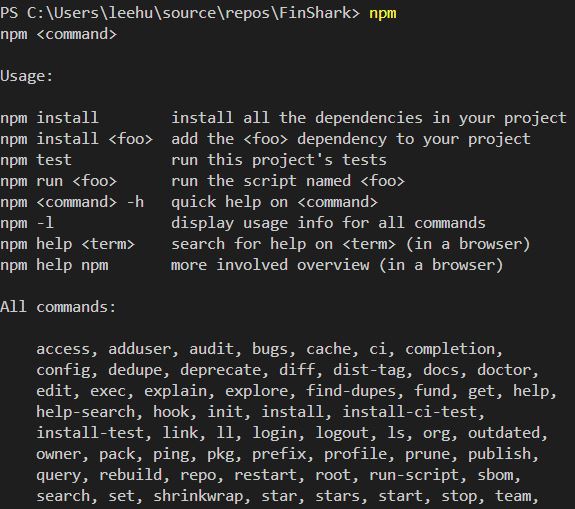 PS C:\Users\leehu\source\repos\FinShark> npm
npm <command>
Usage:
npm install        install all the dependencies in your project
npm install <foo>  add the <foo> dependency to your project
npm test           run this project's tests
npm run <foo>      run the script named <foo>
npm <command> -h   quick help on <command>
npm -l             display usage info for all commands
npm help <term>    search for help on <term> (in a browser)
npm help npm       more involved overview (in a browser)
All commands:
access, adduser, audit, bugs, cache, ci, completion,
config, dedupe, deprecate, diff, dist-tag, docs, doctor,
edit, exec, explain, explore, find-dupes, fund, get, help,
help-search, hook, init, install, install-ci-test,
install-test, link, ll, login, logout, ls, org, outdated,
owner, pack, ping, pkg, prefix, profile, prune, publish,
query, rebuild, repo, restart, root, run-script, sbom,
search, set, shrinkwrap, star, stars, start, stop, team,